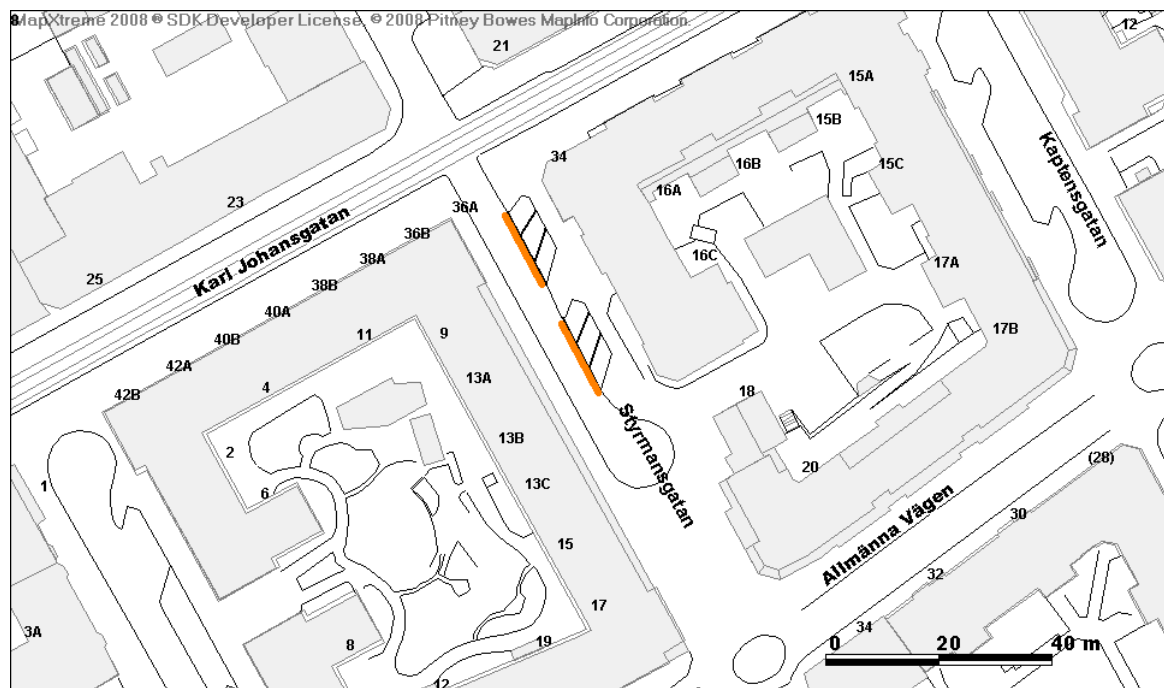 8
MapXtreme 2008 ® SDK Developer License. © 2008 Pitney Bowes MapInfo Corporation.
12
21
15A
15B
34
16B
15C
16A
Kaptensgatan
23
36A
36B
Karl Johansgatan
16C
38A
17A
25
38B
40A
17B
40B
11
9
42A
13A
4
42B
18
Styrmansgatan
13B
2
20
(28)
1
6
13C
Allmänna Vägen
30
15
32
17
3A
34
19
8
0 20 40 m
12